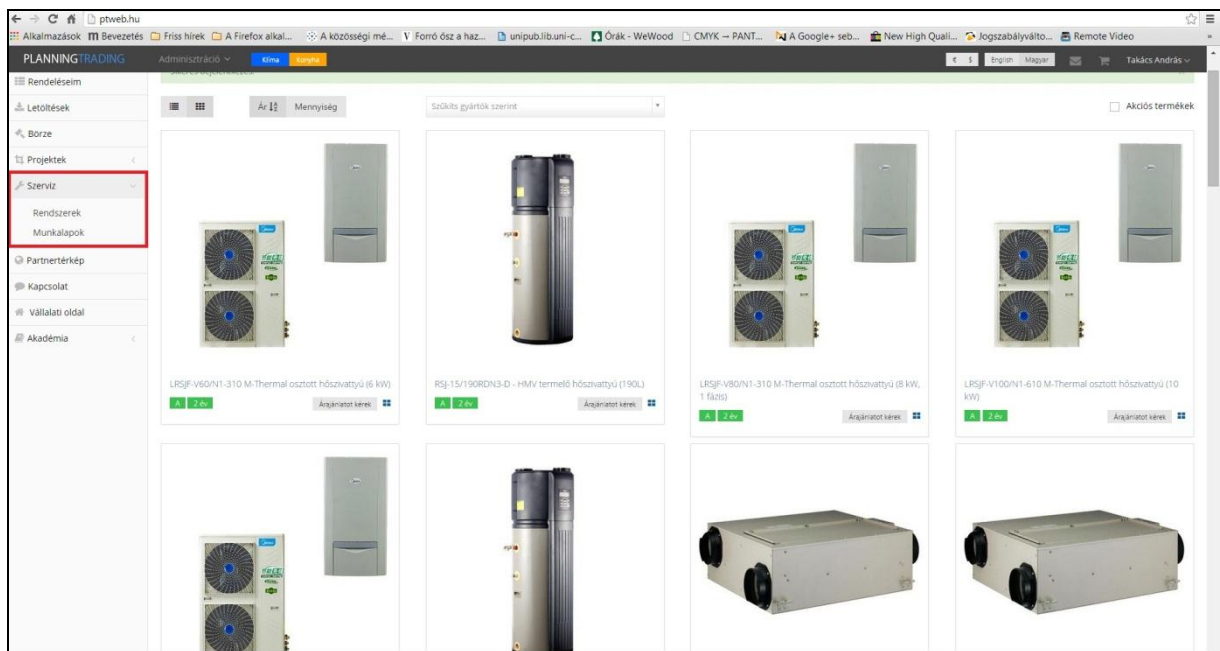 ptweb.hu
Alkalmazások Bevezetés Friss hírek A Firefox alkal... A közösségi mé... Forró ősz a haz... unipub.lib.uni-c... Órák - WeWood CMYK → PANT... A Google+ seb... New High Quali... Jogszabályválto... Remote Video
PLANNINGTRADING Adminisztráció Klíma Konyha € $ English Magyar Takács András
Rendeléseim
Letöltések
Börze
Projektek
Szerviz
Rendszerek
Munkalapok
Partnertérkép
Kapcsolat
Vállalati oldal
Akadémia
Ár Mennyiség Szűkíts gyártók szerint Akciós termékek
LRSJF-V60/N1-310 M-Thermal osztott hőszivattyú (6 kW)
A 2 év Árajánlatot kérek
RSJ-15/190RDN3-D - HMV termelő hőszivattyú (190L)
A 2 év Árajánlatot kérek
LRSJF-V80/N1-310 M-Thermal osztott hőszivattyú (8 kW,
1 fázis)
A 2 év Árajánlatot kérek
LRSJF-V100/N1-610 M-Thermal osztott hőszivattyú (10
kW)
A 2 év Árajánlatot kérek